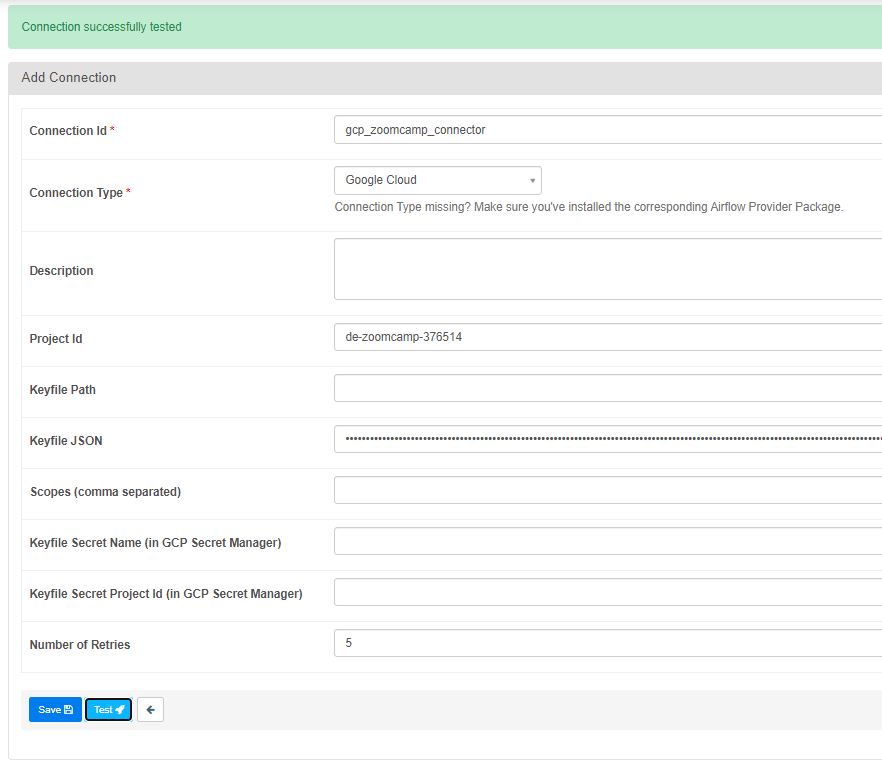 Connection successfully tested
Add Connection
Connection Id *
gcp_zoomcamp_connector
Connection Type *
Google Cloud
Connection Type missing? Make sure you've installed the corresponding Airflow Provider Package.
Description
Project Id
de-zoomcamp-376514
Keyfile Path
Keyfile JSON
Scopes (comma separated)
Keyfile Secret Name (in GCP Secret Manager)
Keyfile Secret Project Id (in GCP Secret Manager)
Number of Retries
5
Save
Test